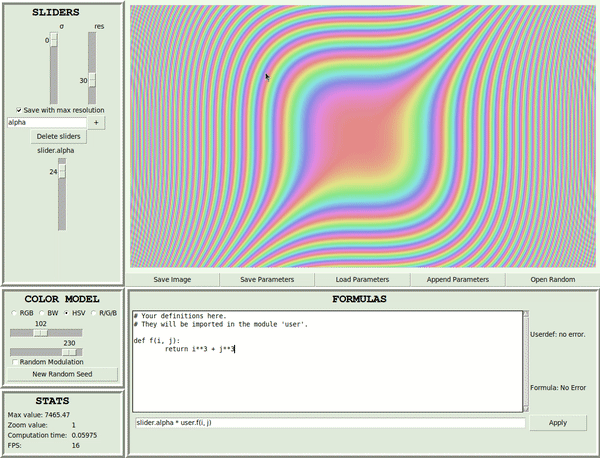 SLIDERS
σ res
0
30
Save with max resolution
alpha +
Delete sliders
slider.alpha
24
Save Image Save Parameters Load Parameters Append Parameters Open Random
COLOR MODEL
RGB BW HSV R/G/B
102
230
Random Modulation
New Random Seed
STATS
Max value: 7465.47
Zoom value: 1
Computation time: 0.05975
FPS: 16
FORMULAS
# Your definitions here.
# They will be imported in the module 'user'.
def f(i, j):
return i**3 + j**3
Userdef: no error.
Formula: No Error
slider.alpha * user.f(i, j)
Apply